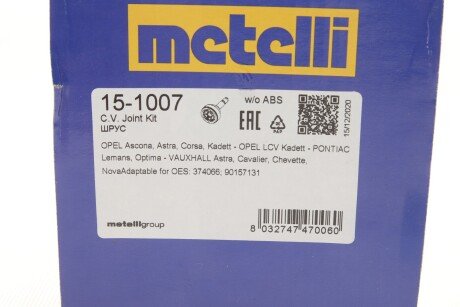 metelli
15-1007
w/o ABS
C.V. Joint Kit
ШРУС
EAC
PAP
15/12/2020
OPEL Ascona, Astra, Corsa, Kadett - OPEL LCV Kadett - PONTIAC
Lemans, Optima - VAUXHALL Astra, Cavalier, Chevette,
NovaAdaptable for OES: 374066; 90157131
metelligroup
8 032747 470060